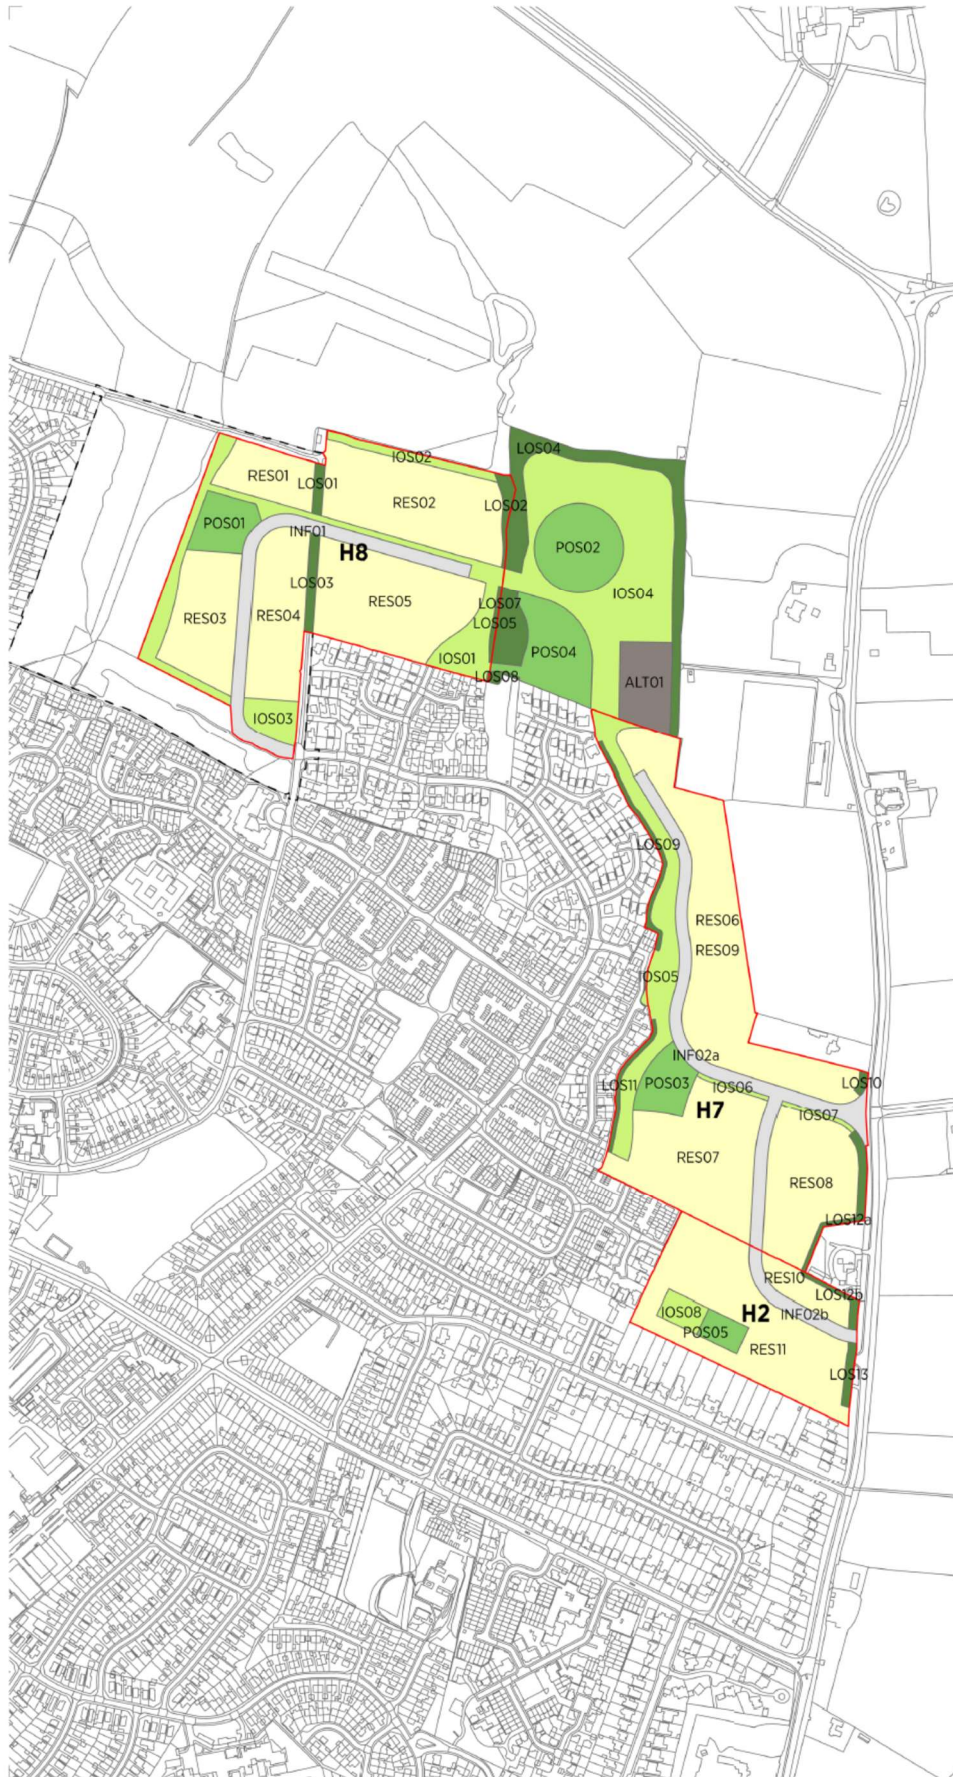 LOS04
IOS02
RES01
LOS01
RES02
LOS02
POS01
INF01
H8
POS02
LOS03
IOS04
RES03
RES04
RES05
LOS07
LOS05
IOS01
POS04
LOS08
ALT01
IOS03
LOS09
RES06
RES09
IOS05
INF02a
LOS11
POS03
IOS06
LOS10
H7
IOS07
RES07
RES08
LOS12a
RES10
LOS12b
IOS08
H2
INF02b
POS05
RES11
LOS13